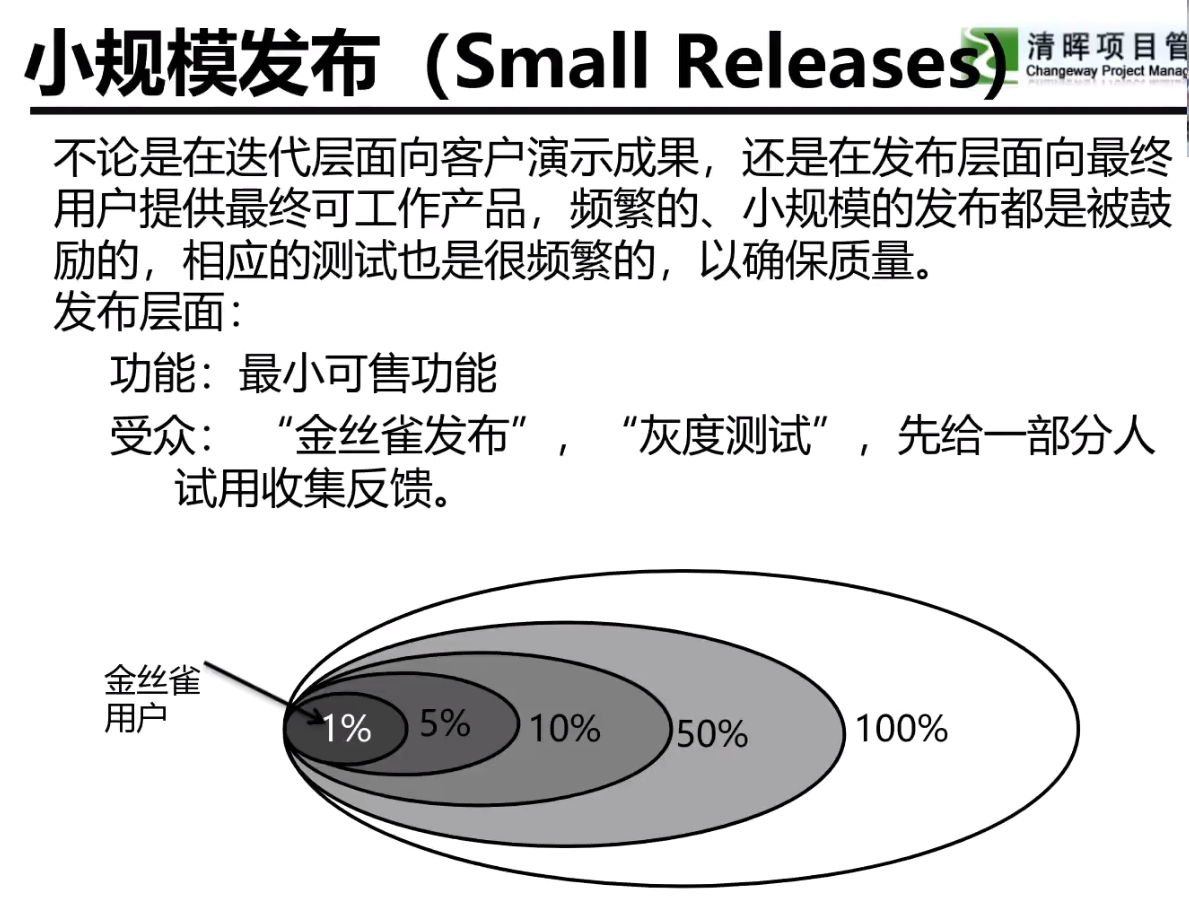 小规模发布（Small Releases）
清晖项目管
Changeway Project Manag
不论是在迭代层面向客户演示成果，还是在发布层面向最终
用户提供最终可工作产品，频繁的、小规模的发布都是被鼓
励的，相应的测试也是很频繁的，以确保质量。
发布层面：
功能：最小可售功能
受众： “金丝雀发布”，“灰度测试”，先给一部分人
试用收集反馈。
金丝雀
用户
1%
5%
10%
50%
100%